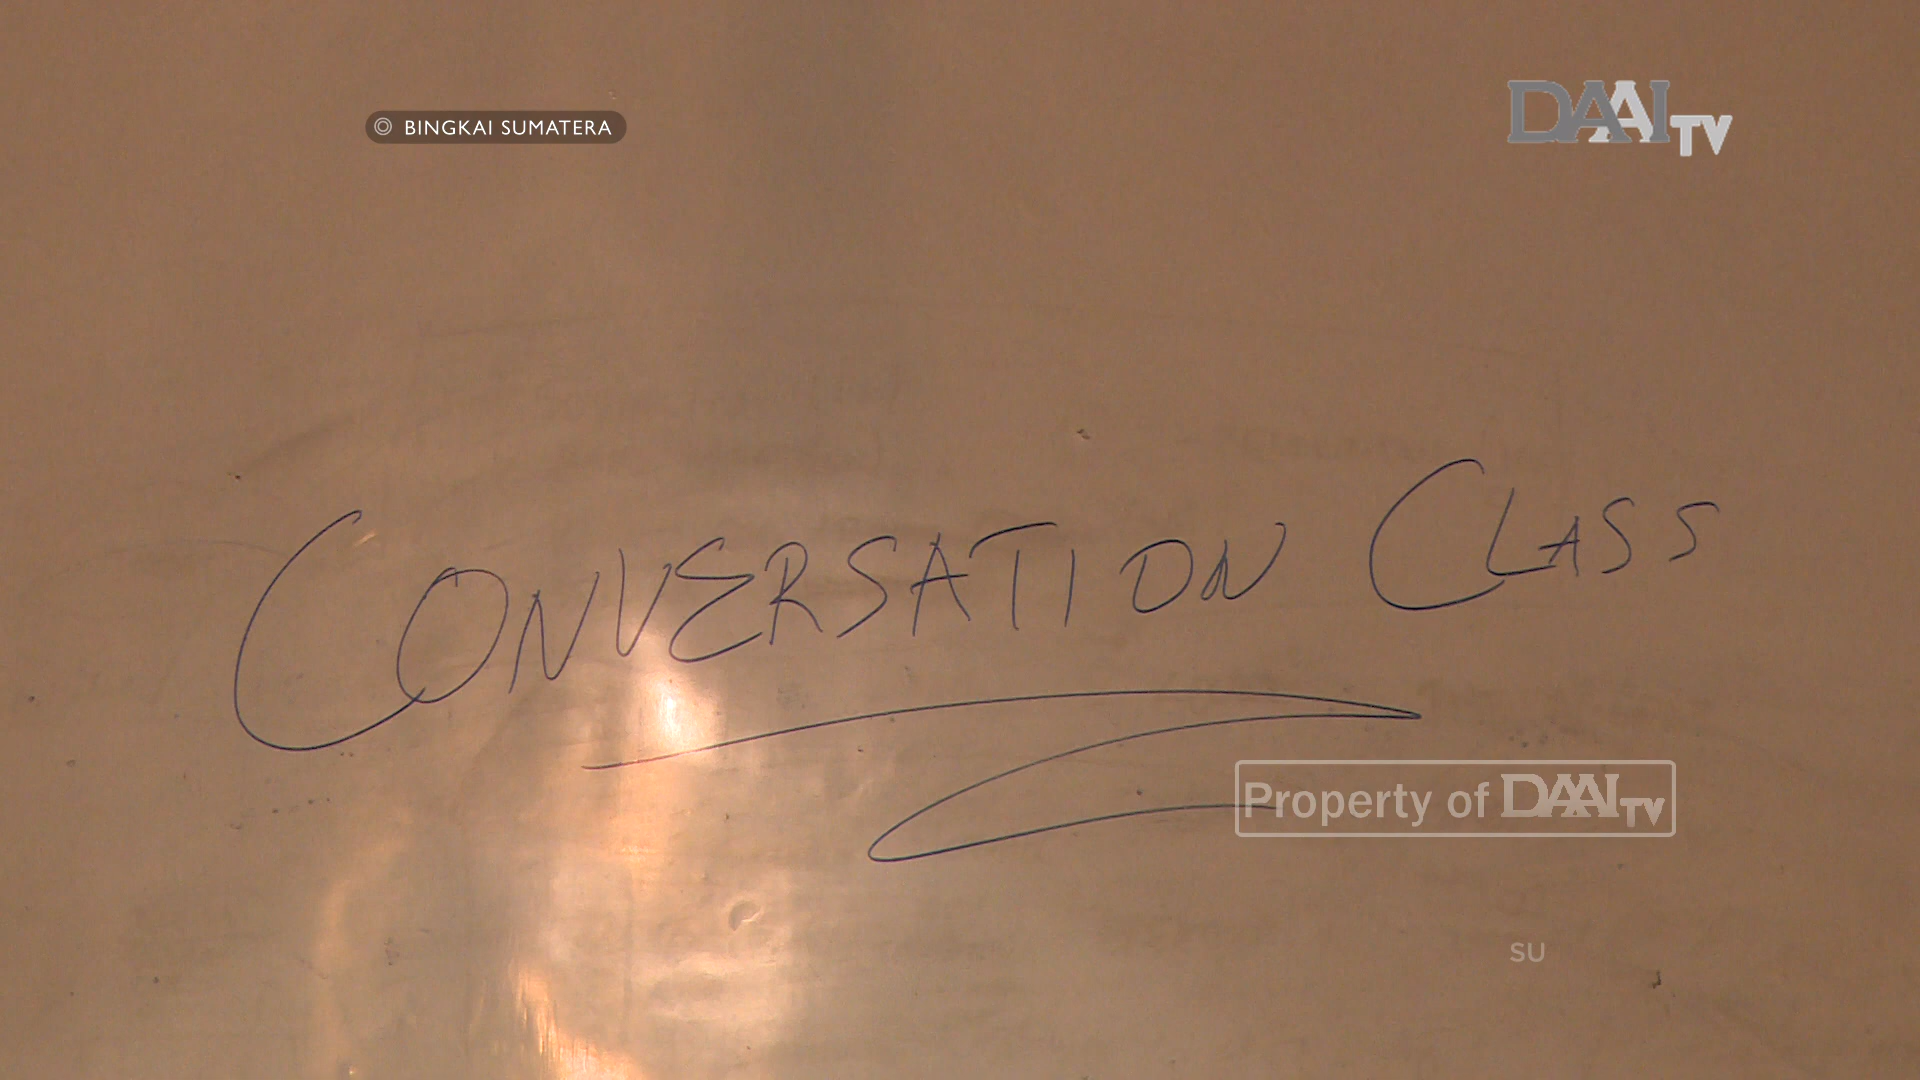 BINGKAI SUMATERA
DAAI TV
CONVERSATION CLASS
Property of DAAI TV
SU